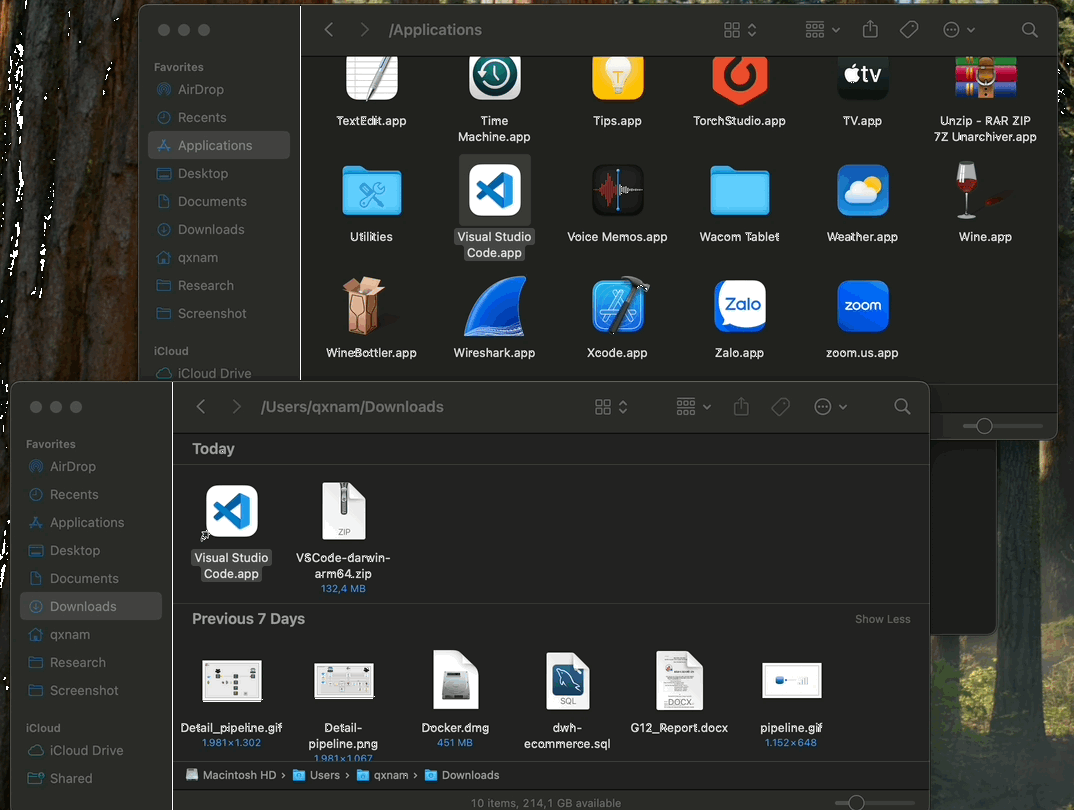 /Applications
Favorites
AirDrop
Recents
Applications
Desktop
Documents
Downloads
qxnam
Research
Screenshot
iCloud
iCloud Drive
TextEdit.app
Time
Machine.app
Tips.app
TorchStudio.app
tv
TV.app
Unzip - RAR ZIP
7Z Unarchiver.app
Utilities
Visual Studio
Code.app
Voice Memos.app
Wacom Tablet
Weather.app
Wine.app
WineBottler.app
Wireshark.app
Xcode.app
Zalo
Zalo.app
zoom
zoom.us.app
/Users/qxnam/Downloads
Favorites
AirDrop
Recents
Applications
Desktop
Documents
Downloads
qxnam
Research
Screenshot
iCloud
iCloud Drive
Shared
Today
Visual Studio
Code.app
ZIP
VSCode-darwin-
arm64.zip
132,4 MB
Previous 7 Days
Show Less
Detail_pipeline.gif
1.981×1.302
Detail-
pipeline.png
1.981×1.067
Docker.dmg
451 MB
SQL
dwh-
ecommerce.sql
DOCX
G12_Report.docx
pipeline.gif
1.152×648
Macintosh HD › Users › qxnam › Downloads
10 items, 214,1 GB available